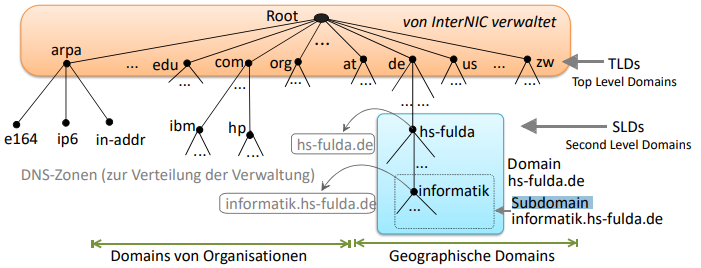 Root
von InterNIC verwaltet
arpa
...
edu
com
org
...
at
de
us
...
zw
TLDs
Top Level Domains
...
...
...
...
... ...
...
...
e164
ip6
in-addr
ibm
hp
...
...
hs-fulda.de
hs-fulda
...
SLDs
Second Level Domains
DNS-Zonen (zur Verteilung der Verwaltung)
informatik.hs-fulda.de
informatik
...
Domain
hs-fulda.de
Subdomain
informatik.hs-fulda.de
Domains von Organisationen
Geographische Domains